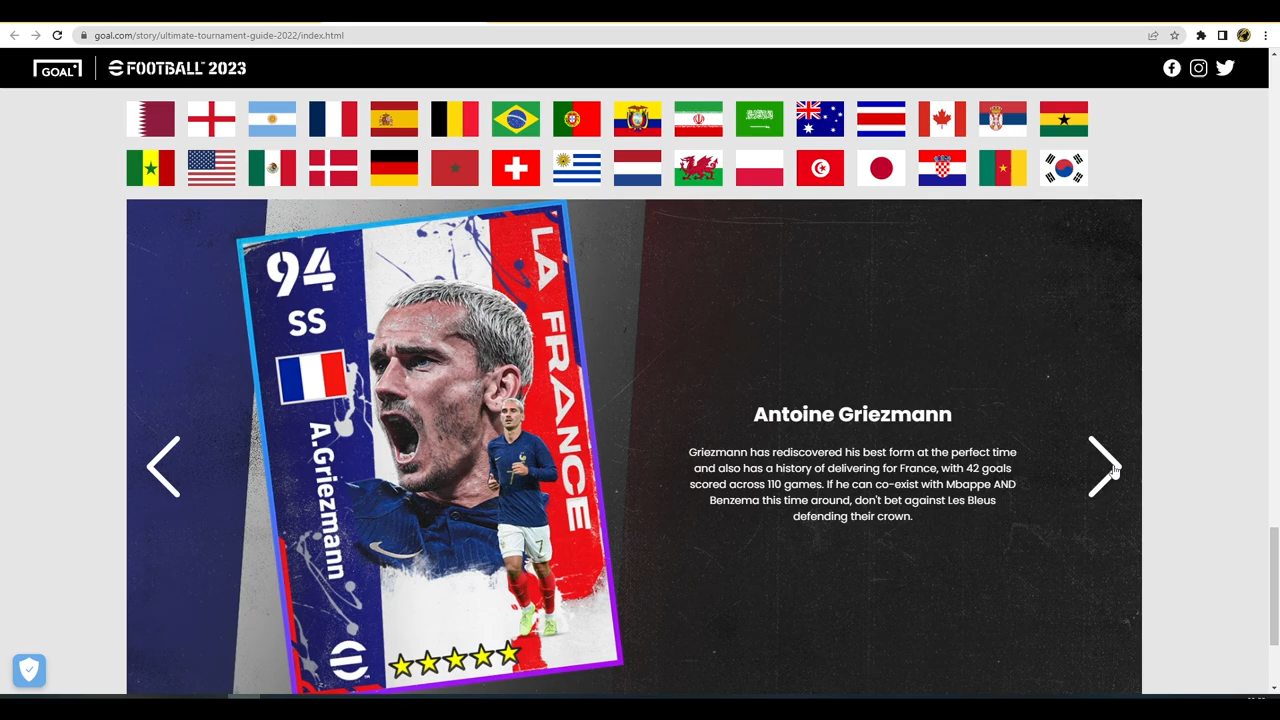 goal.com/story/ultimate-tournament-guide-2022/index.html
GOAL
FOOTBALL 2023
94
SS
A.Griezmann
LA FRANCE
7
Antoine Griezmann
Griezmann has rediscovered his best form at the perfect time
and also has a history of delivering for France, with 42 goals
scored across 110 games. If he can co-exist with Mbappe AND
Benzema this time around, don't bet against Les Bleus
defending their crown.